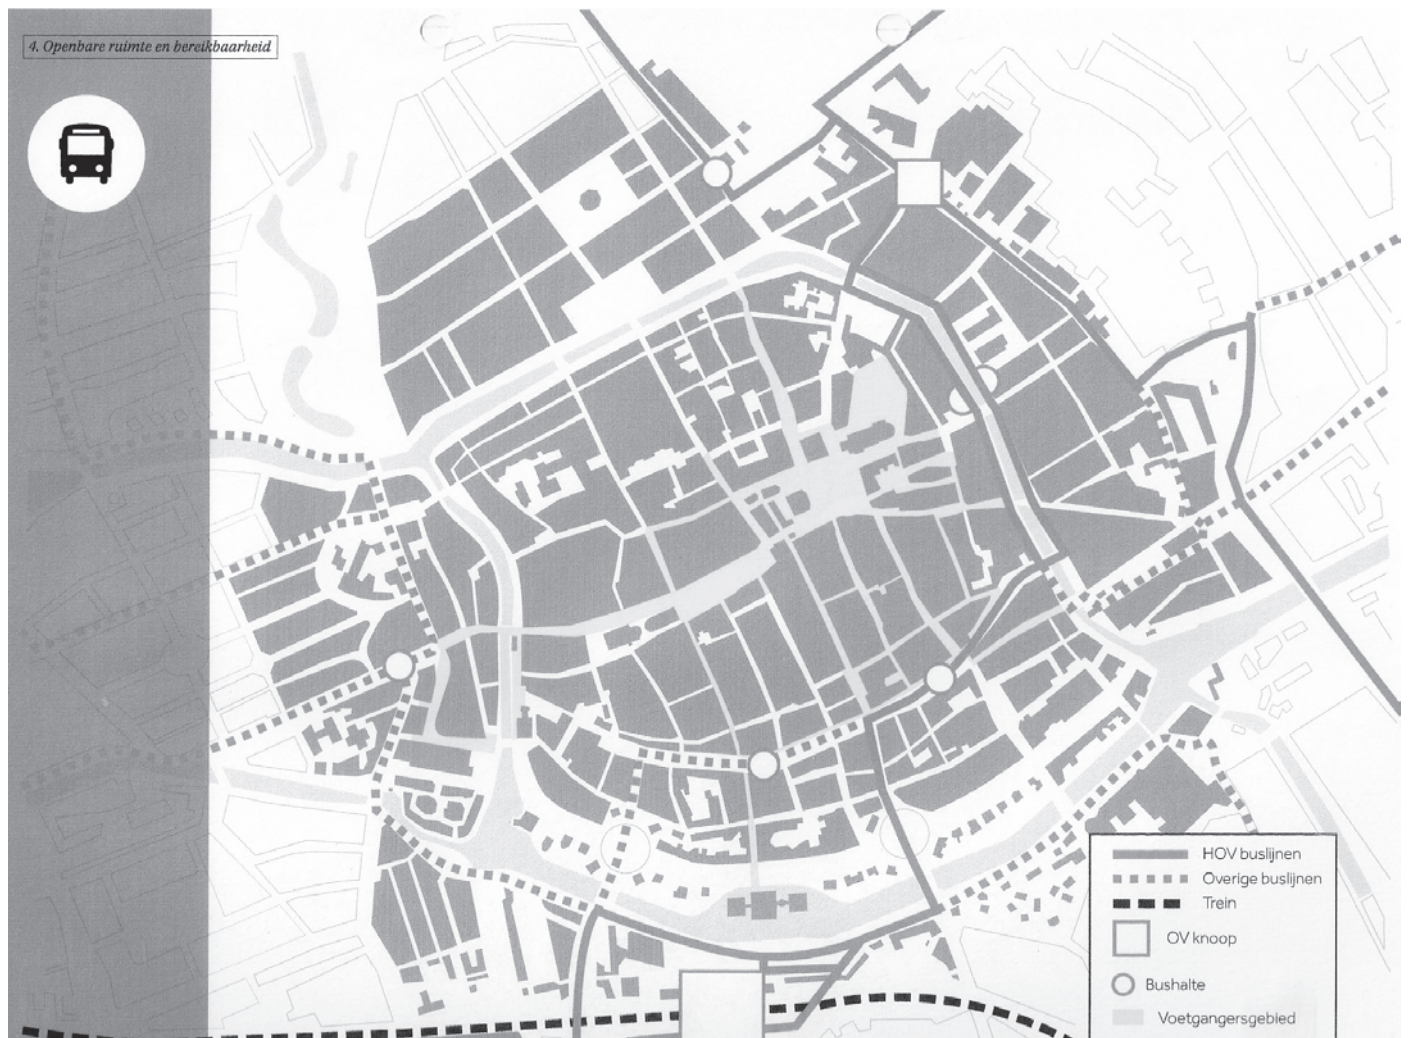 4. Openbare ruimte en bereikbaarheid
HOV buslijnen
Overige buslijnen
Trein
OV knoop
Bushalte
Voetgangersgebied